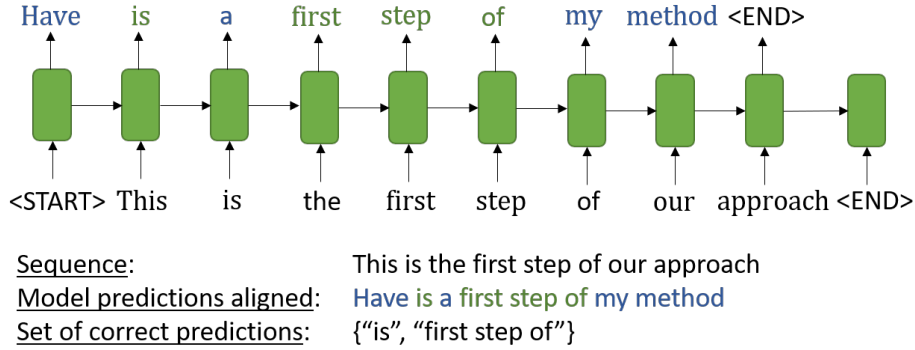 Have is a first step of my method <END>
<START> This is the first step of our approach <END>
Sequence: This is the first step of our approach
Model predictions aligned: Have is a first step of my method
Set of correct predictions: {“is”, “first step of”}